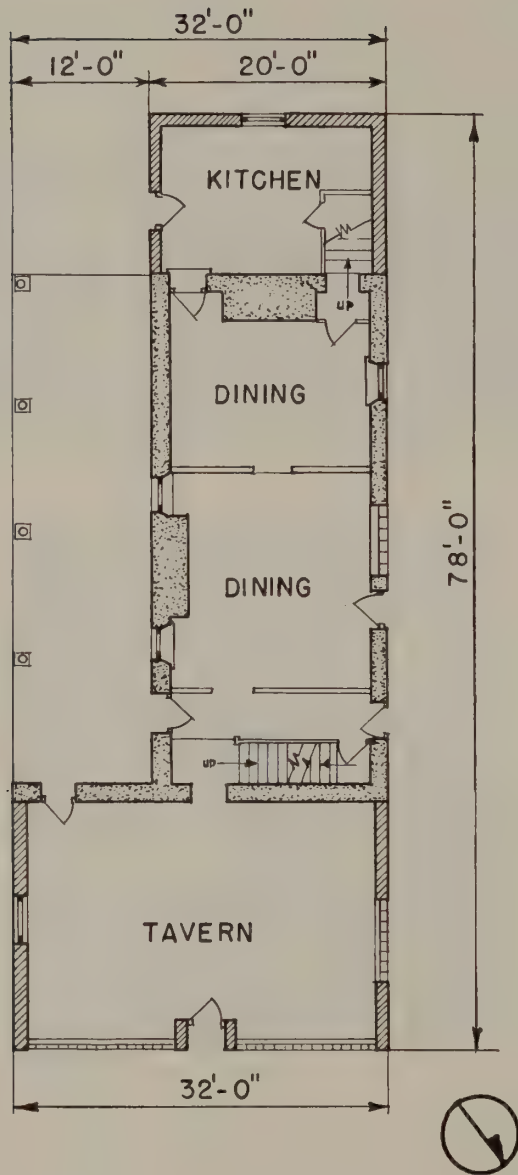 32'-0"
12'-0" 20'-0"
KITCHEN
UP
DINING
78'-0"
DINING
UP
TAVERN
32'-0"